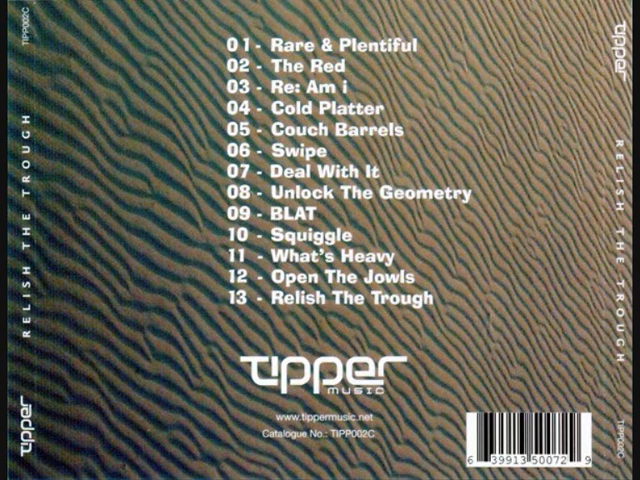 TIPP002C
RELISH THE TROUGH
Tipper
01 - Rare & Plentiful
02 - The Red
03 - Re: Am i
04 - Cold Platter
05 - Couch Barrels
06 - Swipe
07 - Deal With It
08 - Unlock The Geometry
09 - BLAT
10 - Squiggle
11 - What's Heavy
12 - Open The Jowls
13 - Relish The Trough
Tipper
MUSIC
www.tippermusic.net
Catalogue No.: TIPP002C
6 39913 50072 9
Tipper
RELISH THE TROUGH
TIPP002C